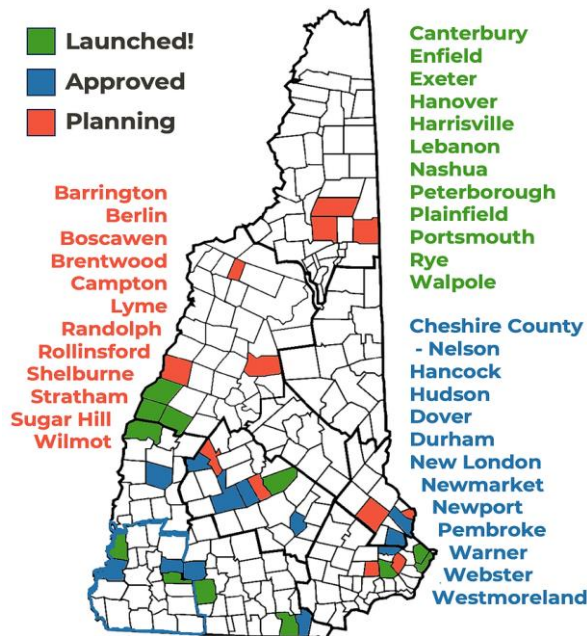 Launched!
Approved
Planning
Barrington
Berlin
Boscawen
Brentwood
Campton
Lyme
Randolph
Rollinsford
Shelburne
Stratham
Sugar Hill
Wilmot
Canterbury
Enfield
Exeter
Hanover
Harrisville
Lebanon
Nashua
Peterborough
Plainfield
Portsmouth
Rye
Walpole
Cheshire County
- Nelson
Hancock
Hudson
Dover
Durham
New London
Newmarket
Newport
Pembroke
Warner
Webster
Westmoreland